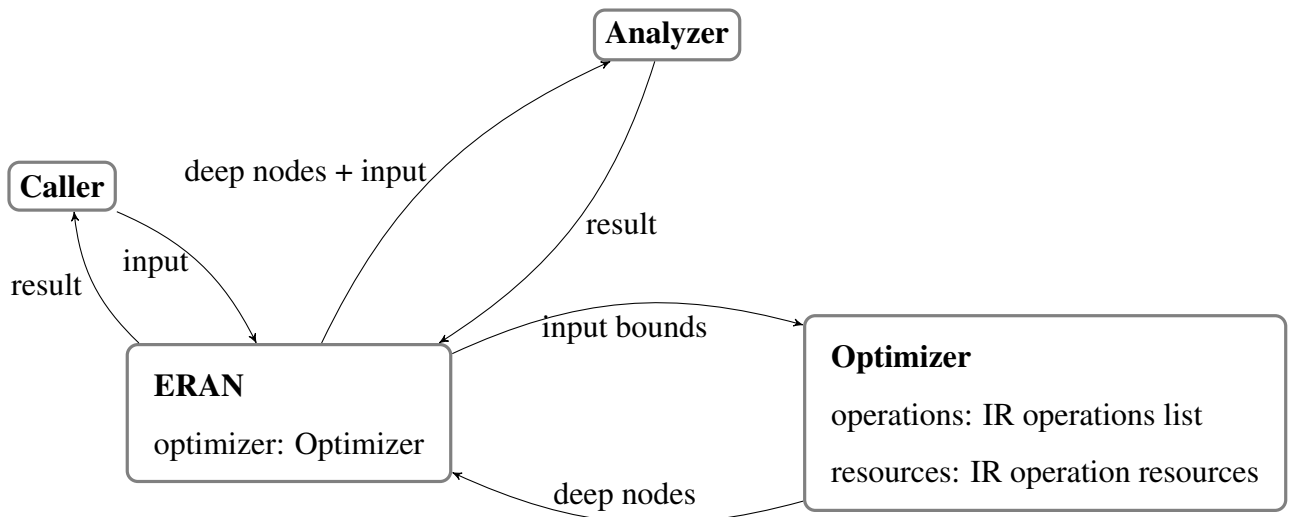 Analyzer
deep nodes + input
Caller
result
input
result
input bounds
ERAN
optimizer: Optimizer
Optimizer
operations: IR operations list
resources: IR operation resources
deep nodes